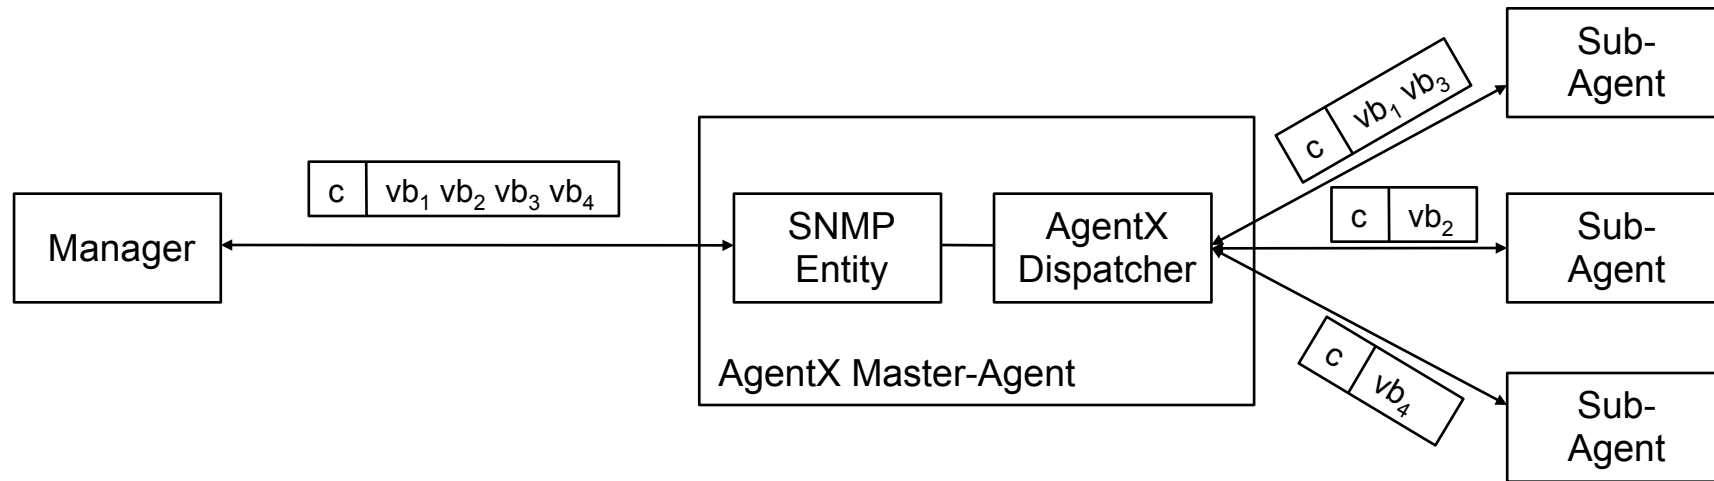 Manager
c vb₁ vb₂ vb₃ vb₄
SNMP
Entity
AgentX
Dispatcher
AgentX Master-Agent
c vb₁ vb₃
c vb₂
c vb₄
Sub-
Agent
Sub-
Agent
Sub-
Agent